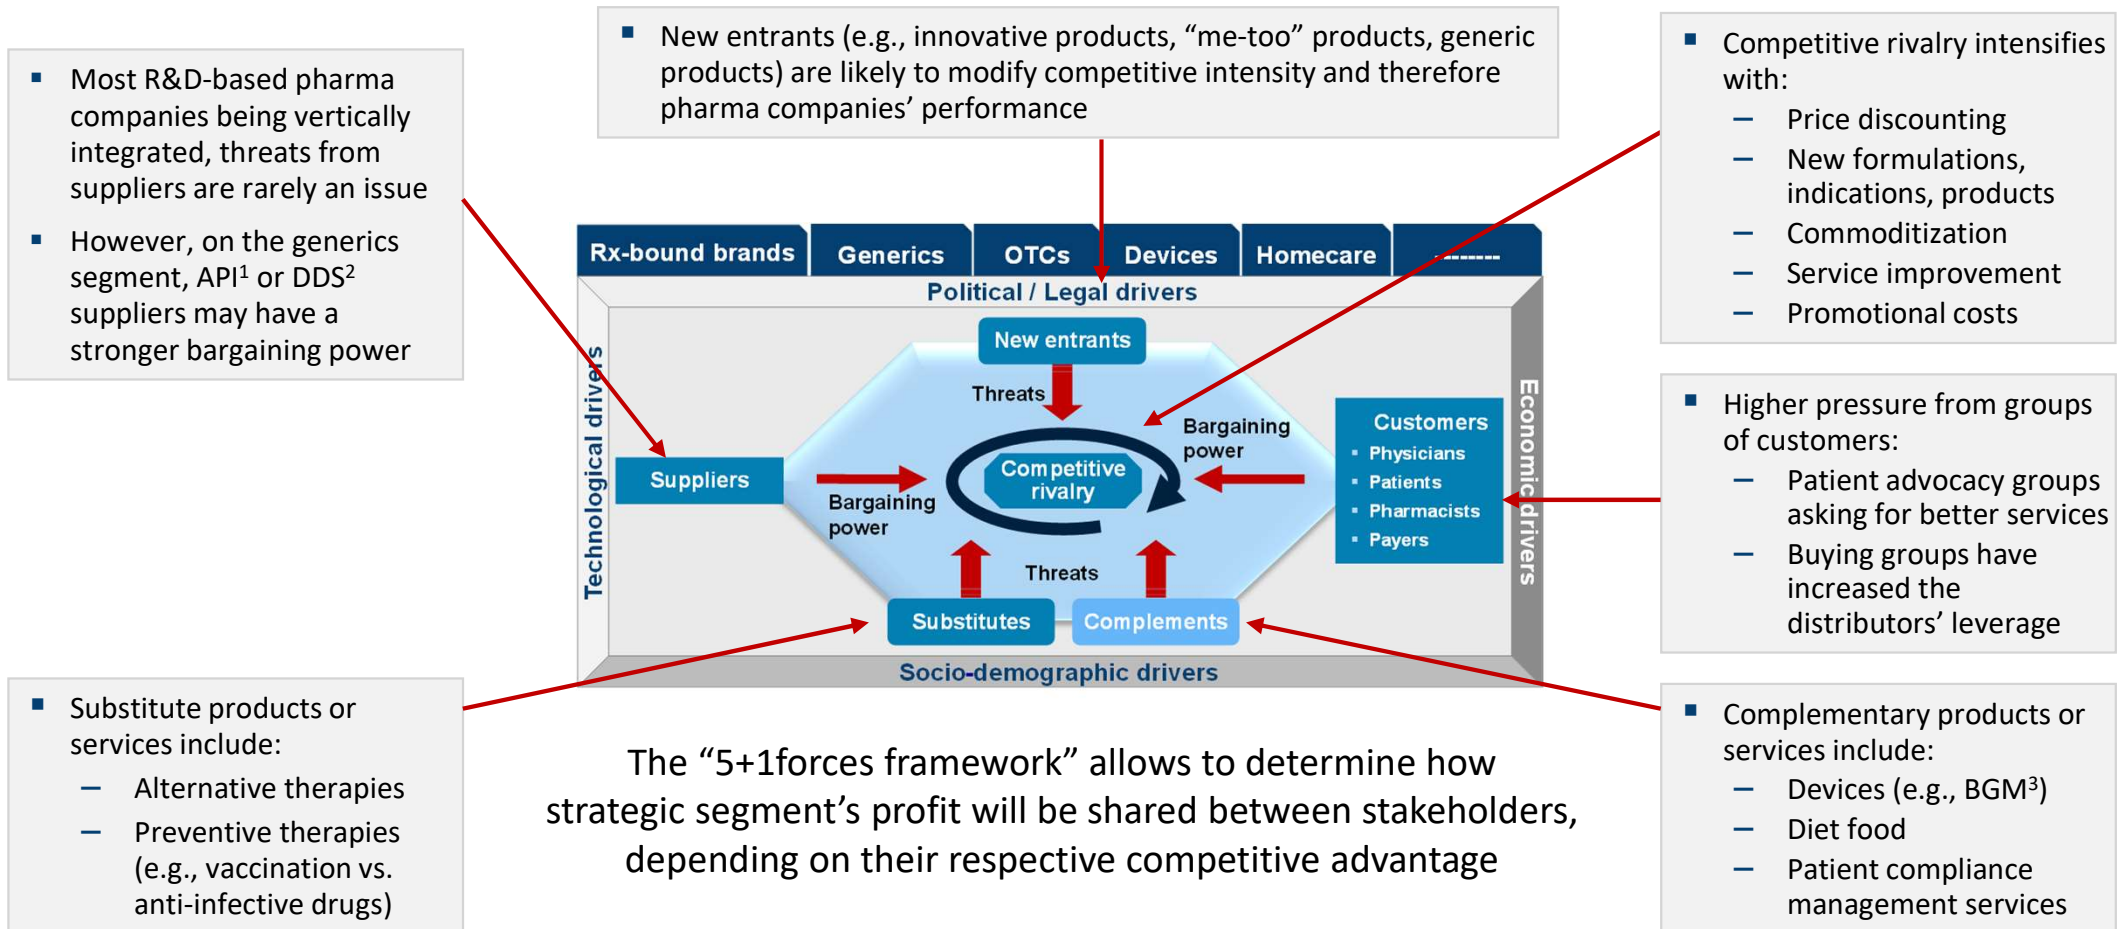 ▪ New entrants (e.g., innovative products, “me-too” products, generic
products) are likely to modify competitive intensity and therefore
pharma companies’ performance
▪ Most R&D-based pharma
companies being vertically
integrated, threats from
suppliers are rarely an issue
▪ However, on the generics
segment, API¹ or DDS²
suppliers may have a
stronger bargaining power
▪ Competitive rivalry intensifies
with:
– Price discounting
– New formulations,
indications, products
– Commoditization
– Service improvement
– Promotional costs
Rx-bound brands
Generics
OTCs
Devices
Homecare
--------
Political / Legal drivers
Technological drivers
Economic drivers
New entrants
Threats
Suppliers
Bargaining
power
Competitive
rivalry
Bargaining
power
Customers
▪ Physicians
▪ Patients
▪ Pharmacists
▪ Payers
Threats
Substitutes
Complements
Socio-demographic drivers
▪ Higher pressure from groups
of customers:
– Patient advocacy groups
asking for better services
– Buying groups have
increased the
distributors’ leverage
▪ Substitute products or
services include:
– Alternative therapies
– Preventive therapies
(e.g., vaccination vs.
anti-infective drugs)
The “5+1forces framework” allows to determine how
strategic segment’s profit will be shared between stakeholders,
depending on their respective competitive advantage
▪ Complementary products or
services include:
– Devices (e.g., BGM³)
– Diet food
– Patient compliance
management services